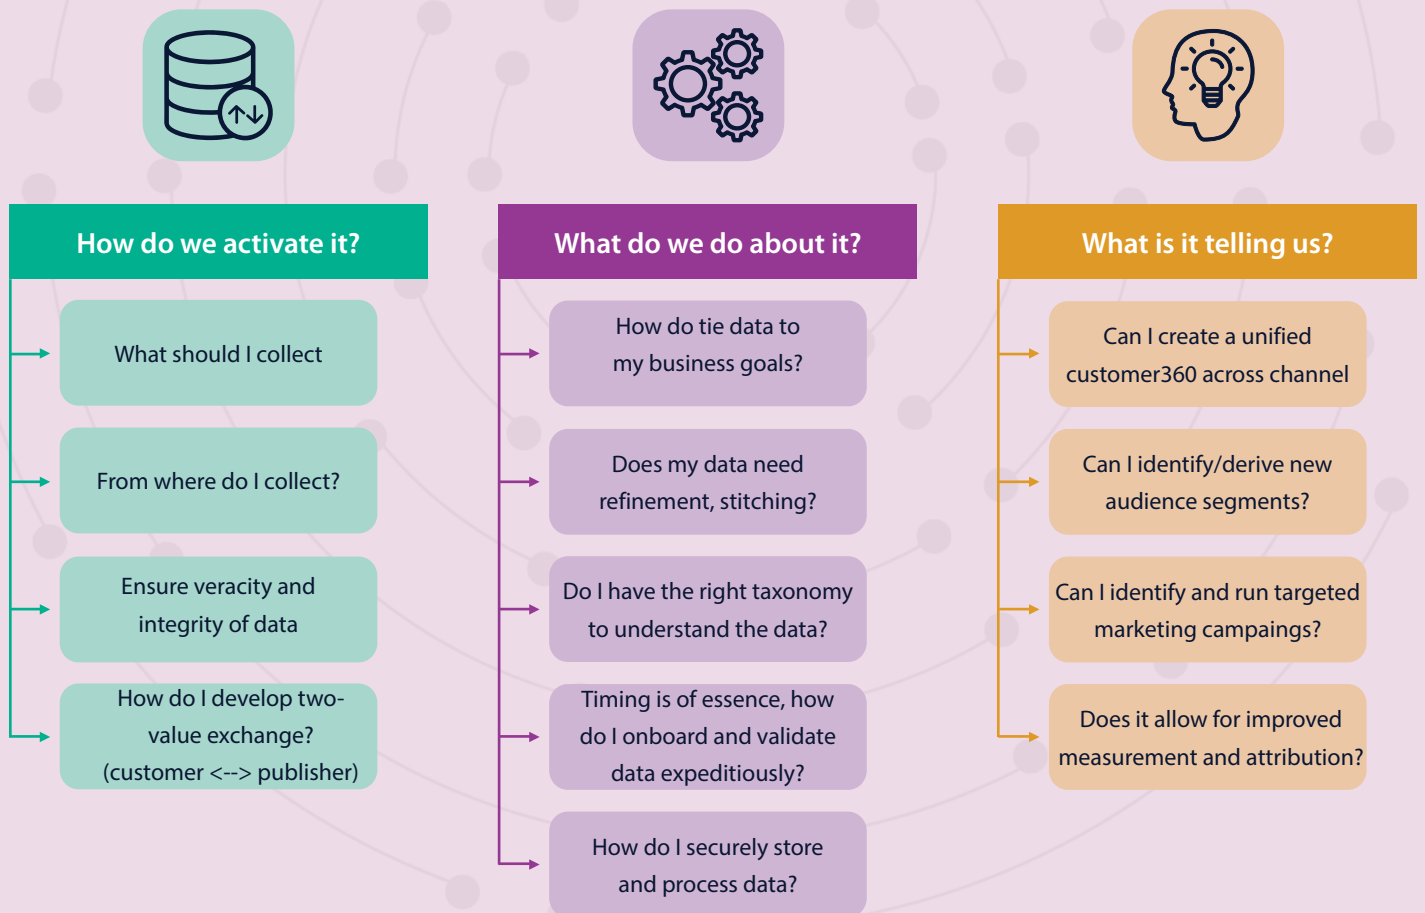 How do we activate it?
What should I collect
From where do I collect?
Ensure veracity and
integrity of data
How do I develop two-
value exchange?
(customer <--> publisher)
What do we do about it?
How do tie data to
my business goals?
Does my data need
refinement, stitching?
Do I have the right taxonomy
to understand the data?
Timing is of essence, how
do I onboard and validate
data expeditiously?
How do I securely store
and process data?
What is it telling us?
Can I create a unified
customer360 across channel
Can I identify/derive new
audience segments?
Can I identify and run targeted
marketing campaings?
Does it allow for improved
measurement and attribution?